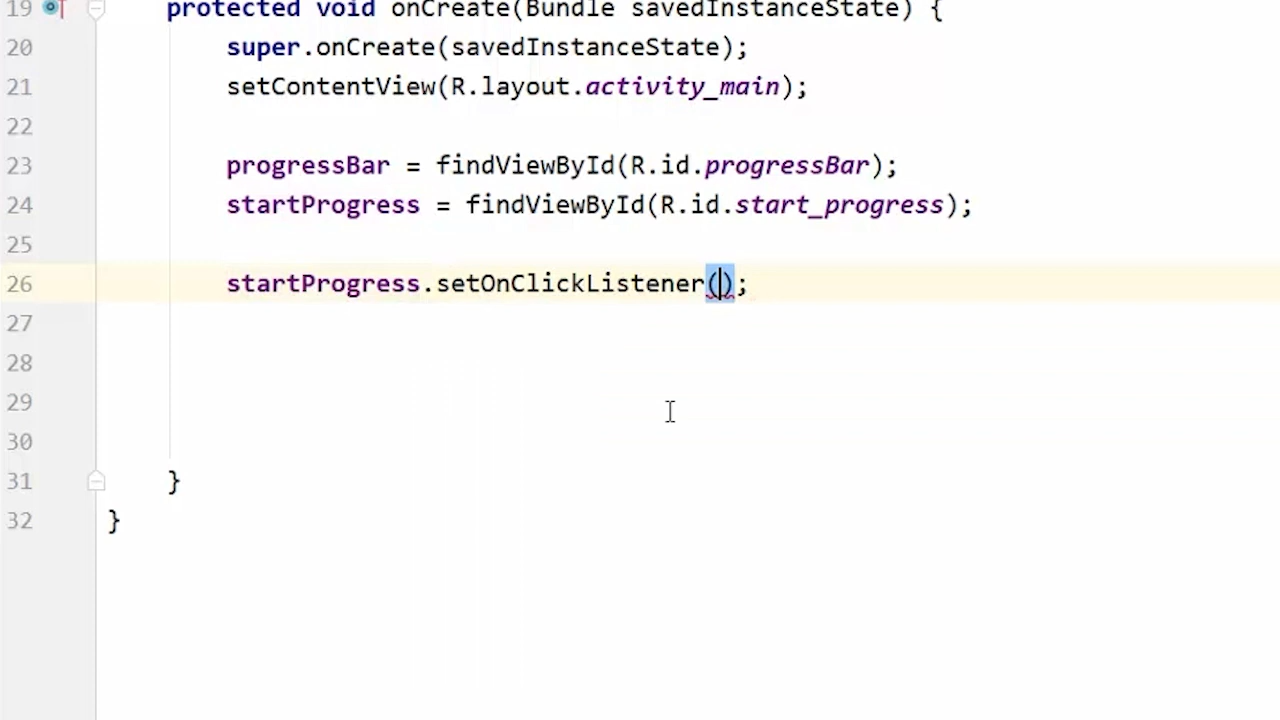 19 protected void onCreate(Bundle savedInstanceState) {
20 super.onCreate(savedInstanceState);
21 setContentView(R.layout.activity_main);
22
23 progressBar = findViewById(R.id.progressBar);
24 startProgress = findViewById(R.id.start_progress);
25
26 startProgress.setOnClickListener();
27
28
29
30
31 }
32 }